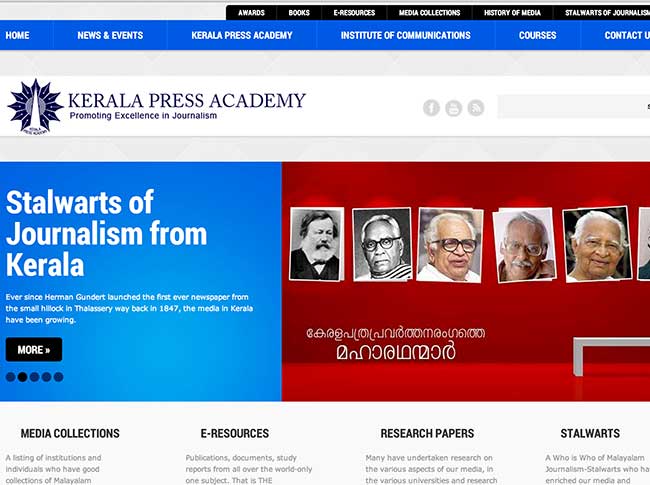 AWARDS BOOKS E-RESOURCES MEDIA COLLECTIONS HISTORY OF MEDIA STALWARTS OF JOURNALISM
HOME NEWS & EVENTS KERALA PRESS ACADEMY INSTITUTE OF COMMUNICATIONS COURSES CONTACT U
KERALA PRESS ACADEMY
Promoting Excellence in Journalism
KERALA
PRESS ACADEMY
Stalwarts of
Journalism from
Kerala
Ever since Herman Gundert launched the first ever newspaper from
the small hillock in Thalassery way back in 1847, the media in Kerala
have been growing.
MORE »
കേരളപത്രപ്രവർത്തനരംഗത്തെ
മഹാരഥന്മാർ
MEDIA COLLECTIONS
A listing of institutions and
individuals who have good
collections of Malayalam
E-RESOURCES
Publications, documents, study
reports from all over the world-only
one subject. That is THE
RESEARCH PAPERS
Many have undertaken research on
the various aspects of our media, in
the various universities and research
STALWARTS
A Who is Who of Malayalam
Journalism-Stalwarts who ha
enriched our media and